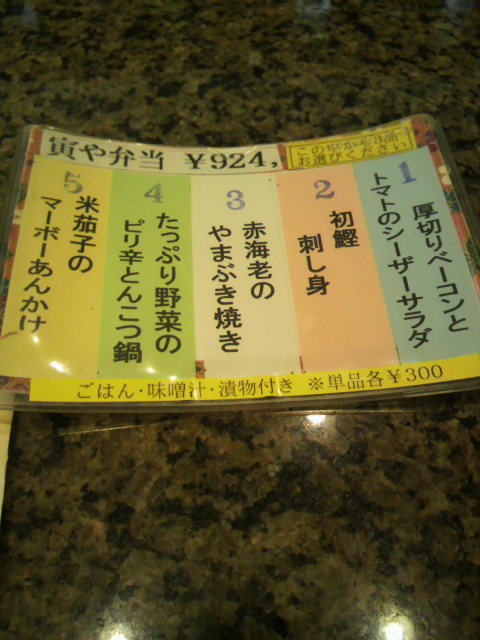 寅や弁当 ¥924,
この中から3活
お選びください
1
厚切りベーコンと
トマトのシーザーサラダ
2
初鰹
刺し身
3
赤海老の
やまぶき焼き
4
たっぷり野菜の
ピリ辛とんこつ鍋
5
米茄子の
マーボーあんかけ
ごはん・味噌汁・漬物付き ※単品各¥300